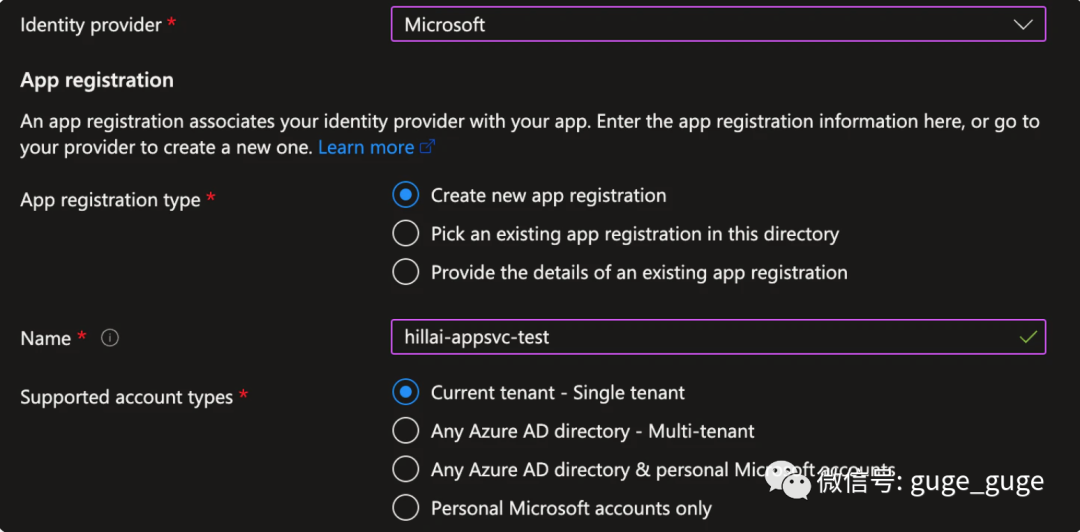 Identity provider *
Microsoft
App registration
An app registration associates your identity provider with your app. Enter the app registration information here, or go to
your provider to create a new one. Learn more
App registration type *
Create new app registration
Pick an existing app registration in this directory
Provide the details of an existing app registration
Name *
hillai-appsvc-test
Supported account types *
Current tenant - Single tenant
Any Azure AD directory - Multi-tenant
Any Azure AD directory & personal Microsoft accounts
Personal Microsoft accounts only
微信号: guge_guge